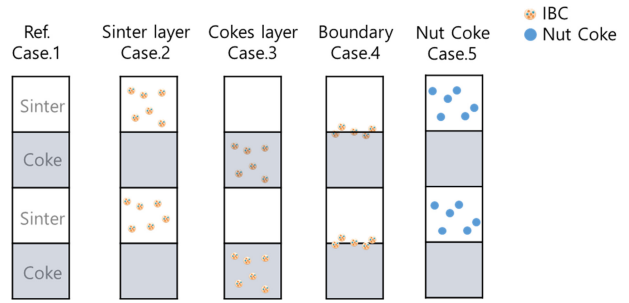 Ref.
Case.1
Sinter layer
Case.2
Cokes layer
Case.3
Boundary
Case.4
Nut Coke
Case.5
IBC
Nut Coke
Sinter
Coke
Sinter
Coke